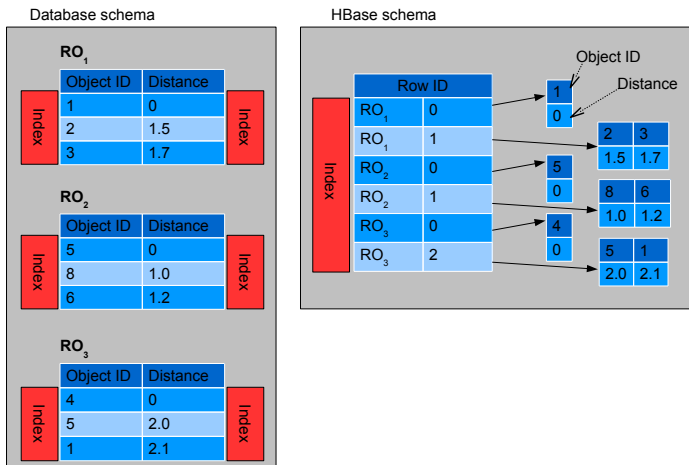 Database schema
RO1
Object ID Distance
1 0
2 1.5
3 1.7
Index
Index
RO2
Object ID Distance
5 0
8 1.0
6 1.2
Index
Index
RO3
Object ID Distance
4 0
5 2.0
1 2.1
Index
Index
HBase schema
Row ID
RO1 0
RO1 1
RO2 0
RO2 1
RO3 0
RO3 2
Index
Object ID
Distance
1
0
2 3
1.5 1.7
5
0
8 6
1.0 1.2
4
0
5 1
2.0 2.1